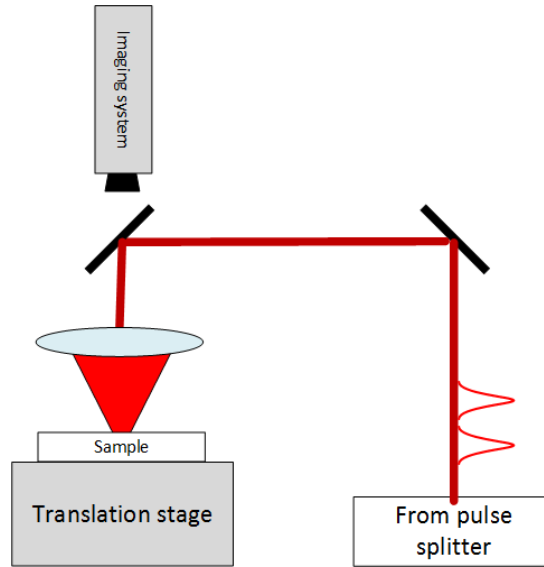 Imaging system
Sample
Translation stage
From pulse
splitter